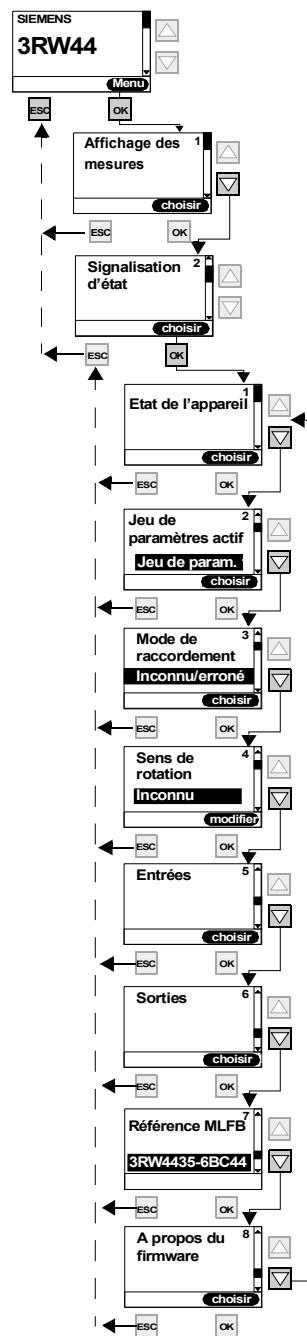 SIEMENS
3RW44
Menu
ESC
OK
Affichage des
mesures
1
choisir
ESC
OK
Signalisation
d'état
2
choisir
ESC
OK
Etat de l'appareil
1
choisir
ESC
OK
Jeu de
paramètres actif
2
Jeu de param.
choisir
ESC
OK
Mode de
raccordement
3
Inconnu/erroné
choisir
ESC
OK
Sens de
rotation
4
Inconnu
modifier
ESC
OK
Entrées
5
choisir
ESC
OK
Sorties
6
choisir
ESC
OK
Référence MLFB
7
3RW4435-6BC44
ESC
OK
A propos du
firmware
8
choisir
ESC
OK